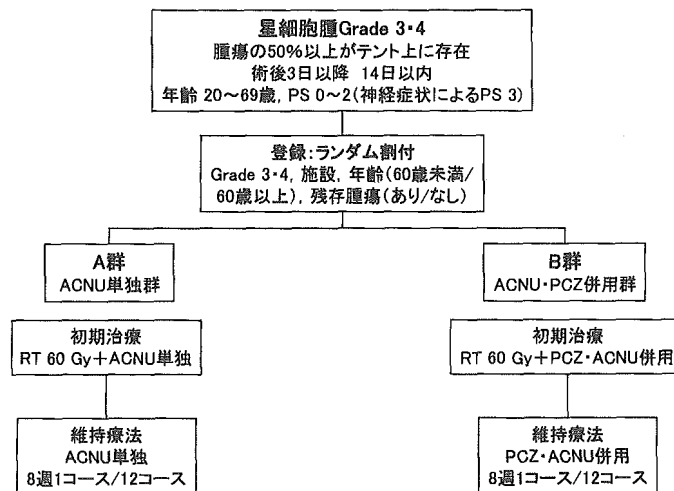 星細胞腫Grade 3・4
腫瘍の50%以上がテント上に存在
術後3日以降 14日以内
年齢 20～69歳, PS 0～2(神経症状によるPS 3)
登録:ランダム割付
Grade 3・4, 施設, 年齢(60歳未満/
60歳以上), 残存腫瘍(あり/なし)
A群
ACNU単独群
B群
ACNU・PCZ併用群
初期治療
RT 60 Gy＋ACNU単独
初期治療
RT 60 Gy＋PCZ・ACNU併用
維持療法
ACNU単独
8週1コース/12コース
維持療法
PCZ・ACNU併用
8週1コース/12コース